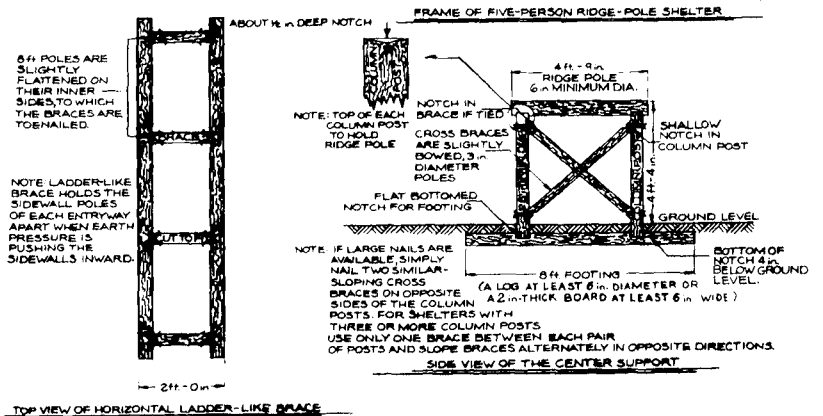 FRAME OF FIVE-PERSON RIDGE-POLE SHELTER
ABOUT 1½ in DEEP NOTCH
8 ft POLES ARE
SLIGHTLY
FLATTENED ON
THEIR INNER
SIDES, TO WHICH
THE BRACES ARE
TOENAILED.
BRACE
NOTE: LADDER-LIKE
BRACE HOLDS THE
SIDEWALL POLES
OF EACH ENTRYWAY
APART WHEN EARTH
PRESSURE IS
PUSHING THE
SIDEWALLS INWARD.
CUT TO FIT
2ft.-0in
TOP VIEW OF HORIZONTAL LADDER-LIKE BRACE
COLUMN
POST
NOTE: TOP OF EACH
COLUMN POST
TO HOLD
RIDGE POLE
4 ft.-9 in.
RIDGE POLE
6 in MINIMUM DIA.
NOTCH IN
BRACE IF TIED
CROSS BRACES
ARE SLIGHTLY
BOWED, 3 in.
DIAMETER
POLES
FLAT BOTTOMED
NOTCH FOR FOOTING
SHALLOW
NOTCH IN
COLUMN POST
POST
4 ft-4 in.
GROUND LEVEL
BOTTOM OF
NOTCH 4 in.
BELOW GROUND
LEVEL.
8 ft. FOOTING
(A LOG AT LEAST 8 in. DIAMETER OR
A 2 in-THICK BOARD AT LEAST 6 in WIDE)
NOTE: IF LARGE NAILS ARE
AVAILABLE, SIMPLY
NAIL TWO SIMILAR-
SLOPING CROSS
BRACES ON OPPOSITE
SIDES OF THE COLUMN
POSTS. FOR SHELTERS WITH
THREE OR MORE COLUMN POSTS
USE ONLY ONE BRACE BETWEEN EACH PAIR
OF POSTS AND SLOPE BRACES ALTERNATELY IN OPPOSITE DIRECTIONS.
SIDE VIEW OF THE CENTER SUPPORT